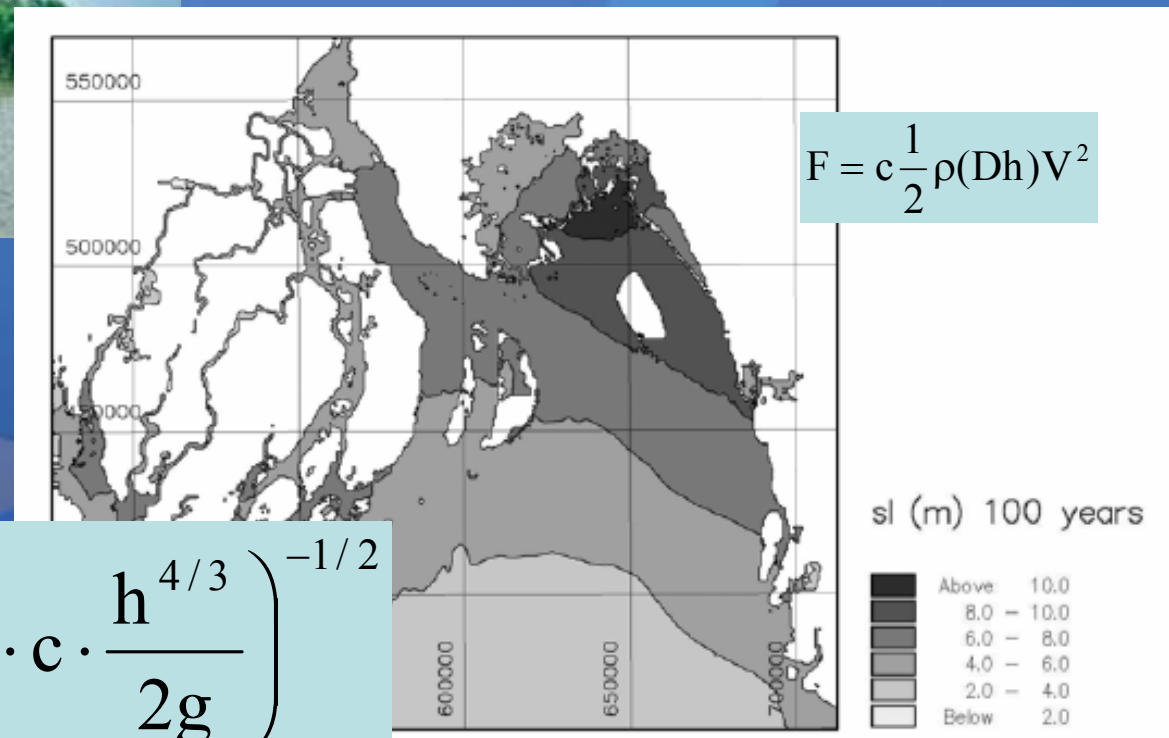 550000
F = c 1/2 ρ(Dh)V²
500000
450000
sl (m) 100 years
Above 10.0
8.0 – 10.0
6.0 – 8.0
4.0 – 6.0
2.0 – 4.0
Below 2.0
· c · h^{4/3} / 2g )^{−1/2}
600000
650000
700000